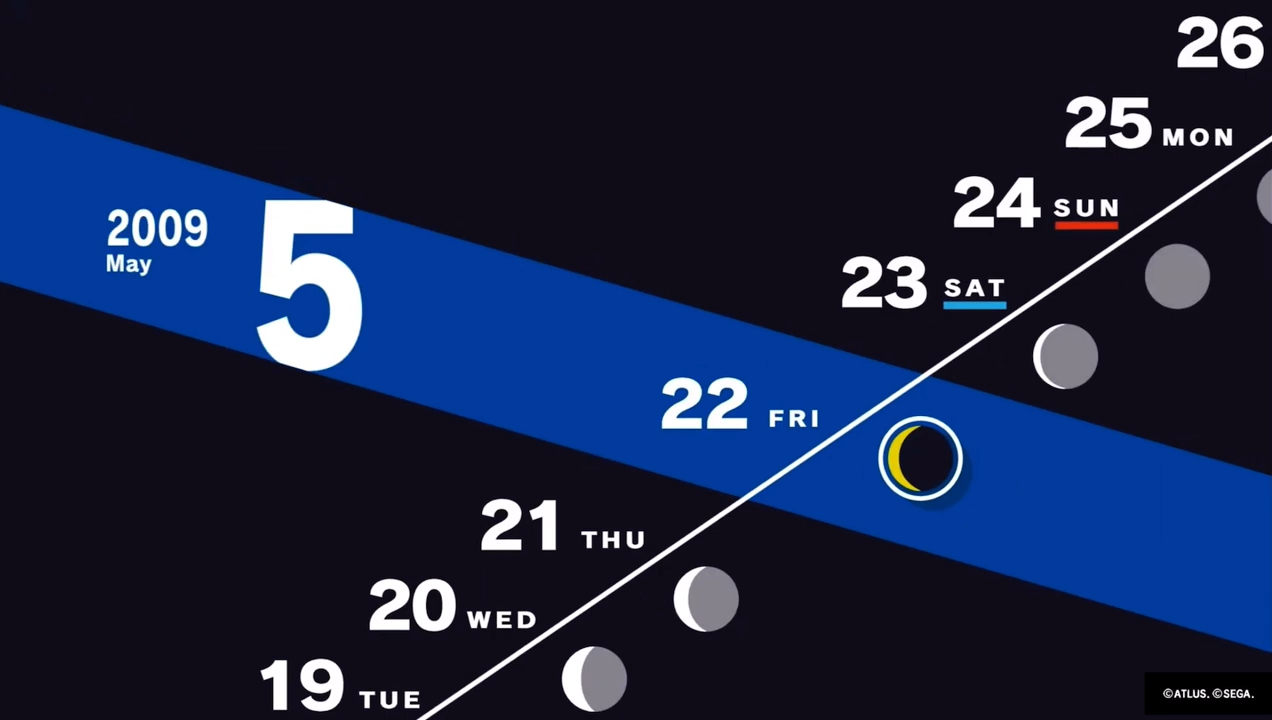 26
25 MON
24 SUN
23 SAT
2009
May
5
22 FRI
21 THU
20 WED
19 TUE
©ATLUS. ©SEGA.